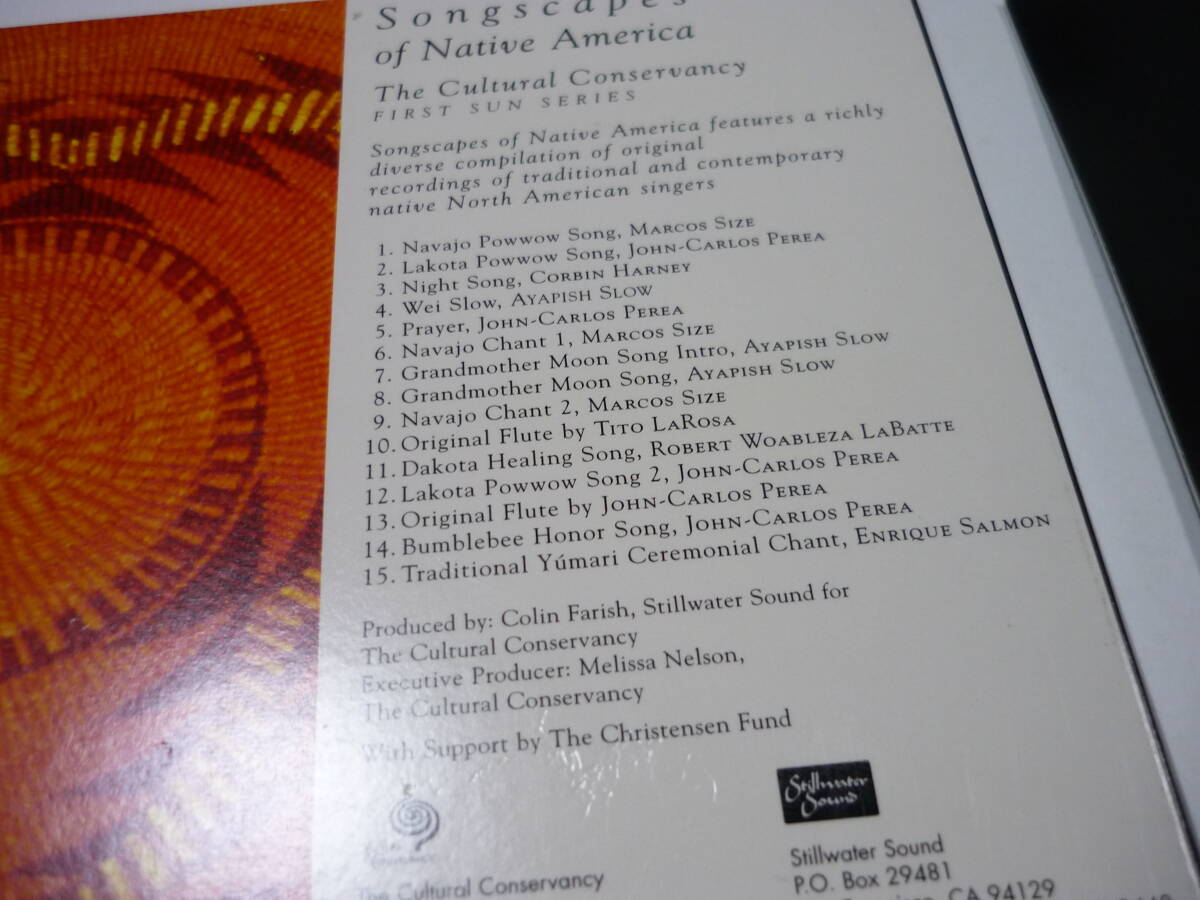 Songscapes
of Native America
The Cultural Conservancy
FIRST SUN SERIES
Songscapes of Native America features a richly
diverse compilation of original
recordings of traditional and contemporary
native North American singers
1. Navajo Powwow Song, MARCOS SIZE
2. Lakota Powwow Song, JOHN-CARLOS PEREA
3. Night Song, CORBIN HARNEY
4. Wei Slow, AYAPISH SLOW
5. Prayer, JOHN-CARLOS PEREA
6. Navajo Chant 1, MARCOS SIZE
7. Grandmother Moon Song Intro, AYAPISH SLOW
8. Grandmother Moon Song, AYAPISH SLOW
9. Navajo Chant 2, MARCOS SIZE
10. Original Flute by TITO LAROSA
11. Dakota Healing Song, ROBERT WOABLEZA LABATTE
12. Lakota Powwow Song 2, JOHN-CARLOS PEREA
13. Original Flute by JOHN-CARLOS PEREA
14. Bumblebee Honor Song, JOHN-CARLOS PEREA
15. Traditional Yúmari Ceremonial Chant, ENRIQUE SALMON
Produced by: Colin Farish, Stillwater Sound for
The Cultural Conservancy
Executive Producer: Melissa Nelson,
The Cultural Conservancy
With Support by The Christensen Fund
Stillwater
Sound
The Cultural Conservancy
Stillwater Sound
P.O. Box 29481
CA 94129